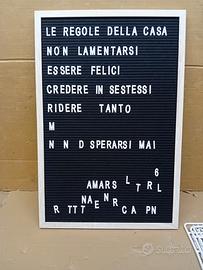 LE REGOLE DELLA CASA
NON LAMENTARSI
ESSERE FELICI
CREDERE IN SESTESSI
RIDERE TANTO
M
N N D SPERARSI MAI
6
AMARS L T R L
NAENR
R TTT CA PN
Subito